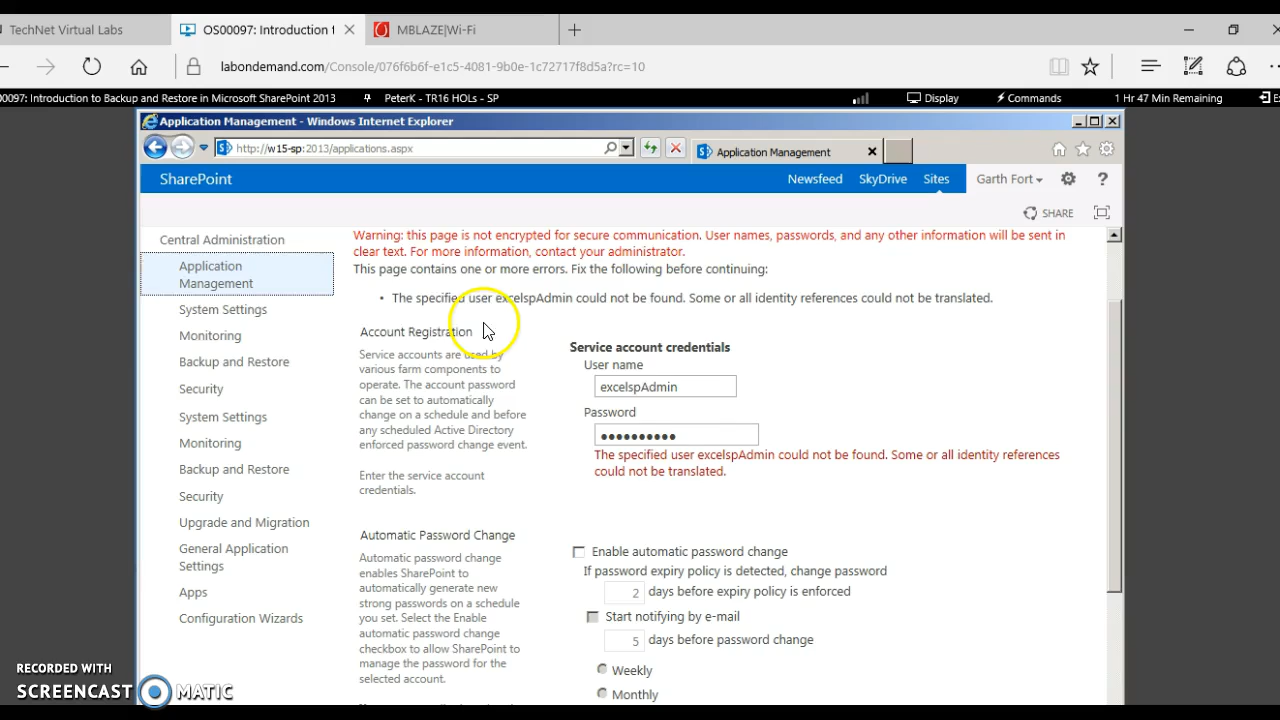 TechNet Virtual Labs
OS00097: Introduction t
MBLAZE|Wi-Fi
labondemand.com/Console/076f6b6f-e1c5-4081-9b0e-1c72717f8d5a?rc=10
0097: Introduction to Backup and Restore in Microsoft SharePoint 2013
PeterK - TR16 HOLs - SP
Display
Commands
1 Hr 47 Min Remaining
Application Management - Windows Internet Explorer
http://w15-sp:2013/applications.aspx
Application Management
SharePoint
Newsfeed
SkyDrive
Sites
Garth Fort
?
SHARE
Central Administration
Application
Management
System Settings
Monitoring
Backup and Restore
Security
System Settings
Monitoring
Backup and Restore
Security
Upgrade and Migration
General Application
Settings
Apps
Configuration Wizards
Warning: this page is not encrypted for secure communication. User names, passwords, and any other information will be sent in
clear text. For more information, contact your administrator.
This page contains one or more errors. Fix the following before continuing:
• The specified user excelspAdmin could not be found. Some or all identity references could not be translated.
Account Registration
Service accounts are used by
various farm components to
operate. The account password
can be set to automatically
change on a schedule and before
any scheduled Active Directory
enforced password change event.
Enter the service account
credentials.
Service account credentials
User name
excelspAdmin
Password
••••••••••
The specified user excelspAdmin could not be found. Some or all identity references
could not be translated.
Automatic Password Change
Automatic password change
enables SharePoint to
automatically generate new
strong passwords on a schedule
you set. Select the Enable
automatic password change
checkbox to allow SharePoint to
manage the password for the
selected account.
Enable automatic password change
If password expiry policy is detected, change password
2 days before expiry policy is enforced
Start notifying by e-mail
5 days before password change
Weekly
Monthly
RECORDED WITH
SCREENCAST MATIC